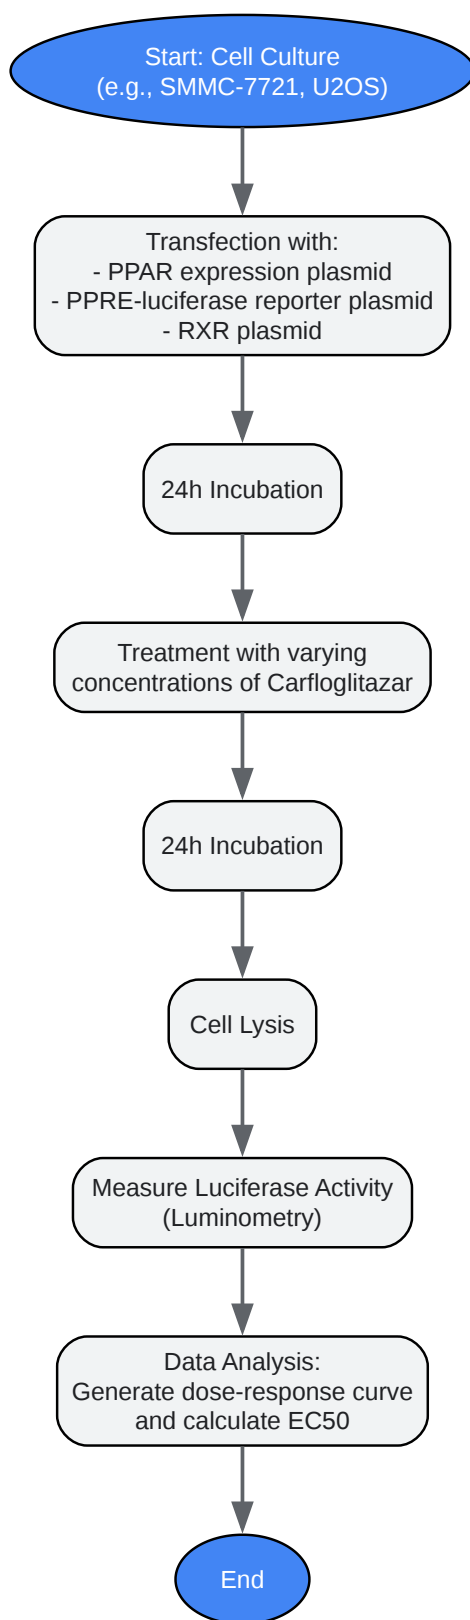 Start: Cell Culture
(e.g., SMMC-7721, U2OS)
Transfection with:
- PPAR expression plasmid
- PPRE-luciferase reporter plasmid
- RXR plasmid
24h Incubation
Treatment with varying
concentrations of Carfloglitazar
24h Incubation
Cell Lysis
Measure Luciferase Activity
(Luminometry)
Data Analysis:
Generate dose-response curve
and calculate EC50
End